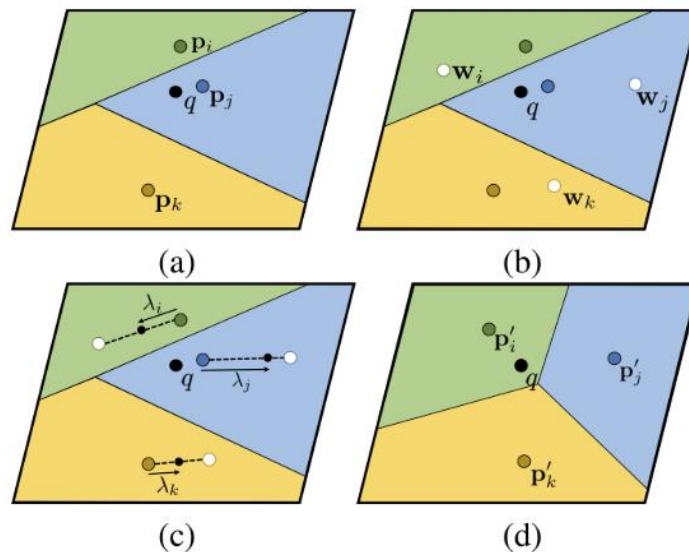 p_i
q p_j
p_k
(a)
w_i
q w_j
w_k
(b)
λ_i
q λ_j
λ_k
(c)
p'_i
q p'_j
p'_k
(d)